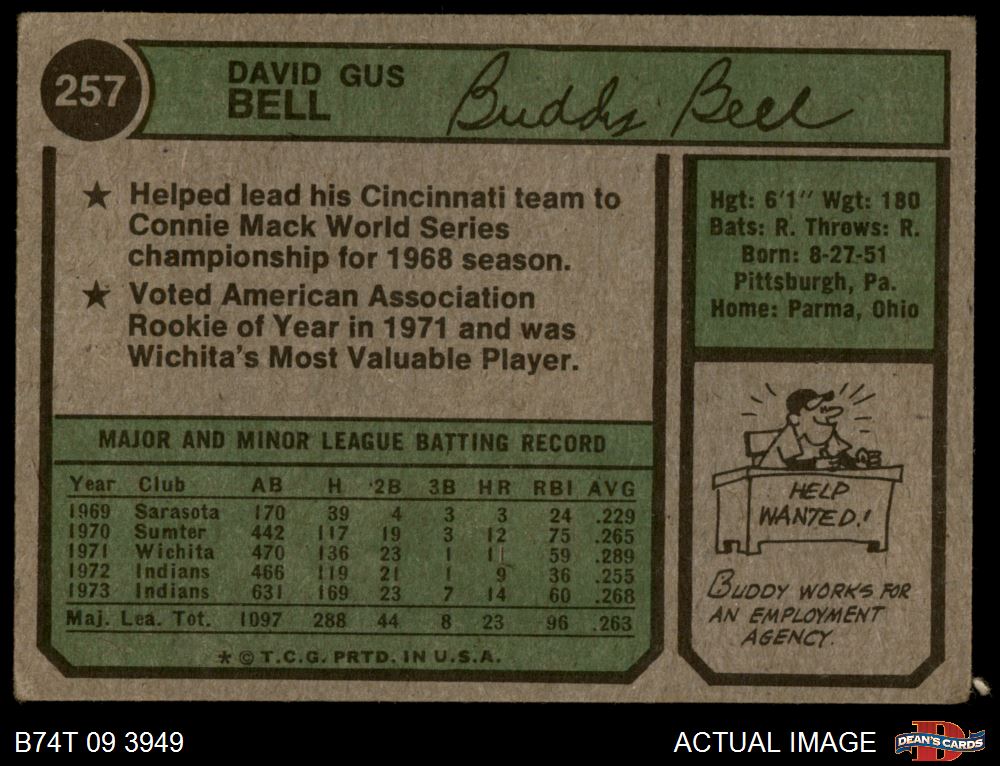 257
DAVID GUS
BELL
Buddy Bell
★ Helped lead his Cincinnati team to
Connie Mack World Series
championship for 1968 season.
★ Voted American Association
Rookie of Year in 1971 and was
Wichita's Most Valuable Player.
Hgt: 6'1" Wgt: 180
Bats: R. Throws: R.
Born: 8-27-51
Pittsburgh, Pa.
Home: Parma, Ohio
MAJOR AND MINOR LEAGUE BATTING RECORD
Year Club AB H 2B 3B HR RBI AVG
1969 Sarasota 170 39 4 3 3 24 .229
1970 Sumter 442 117 19 3 12 75 .265
1971 Wichita 470 136 23 1 11 59 .289
1972 Indians 466 119 21 1 9 36 .255
1973 Indians 631 169 23 7 14 60 .268
Maj. Lea. Tot. 1097 288 44 8 23 96 .263
* © T.C.G. PRTD. IN U.S.A.
HELP
WANTED!
BUDDY WORKS FOR
AN EMPLOYMENT
AGENCY.
B74T 09 3949
ACTUAL IMAGE
DEAN'S CARDS